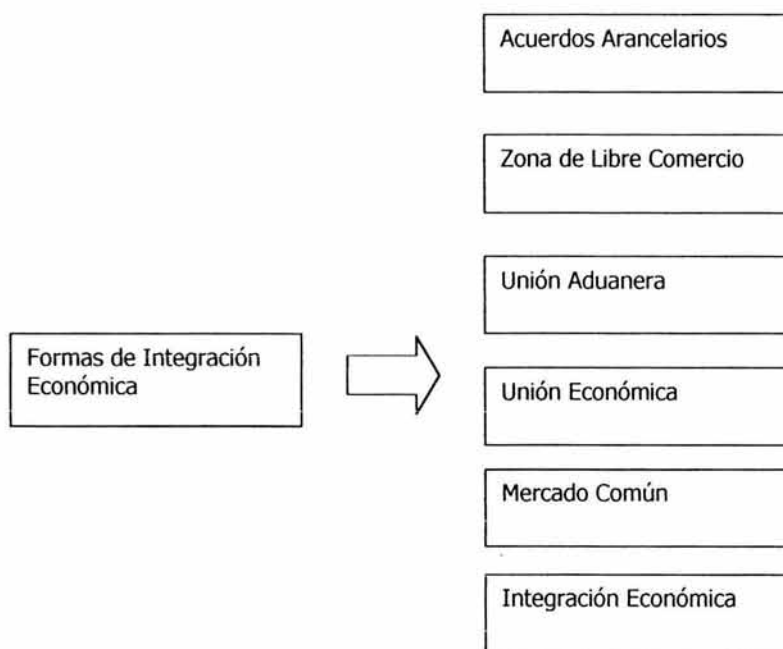 Acuerdos Arancelarios
Zona de Libre Comercio
Unión Aduanera
Formas de Integración
Económica
Unión Económica
Mercado Común
Integración Económica